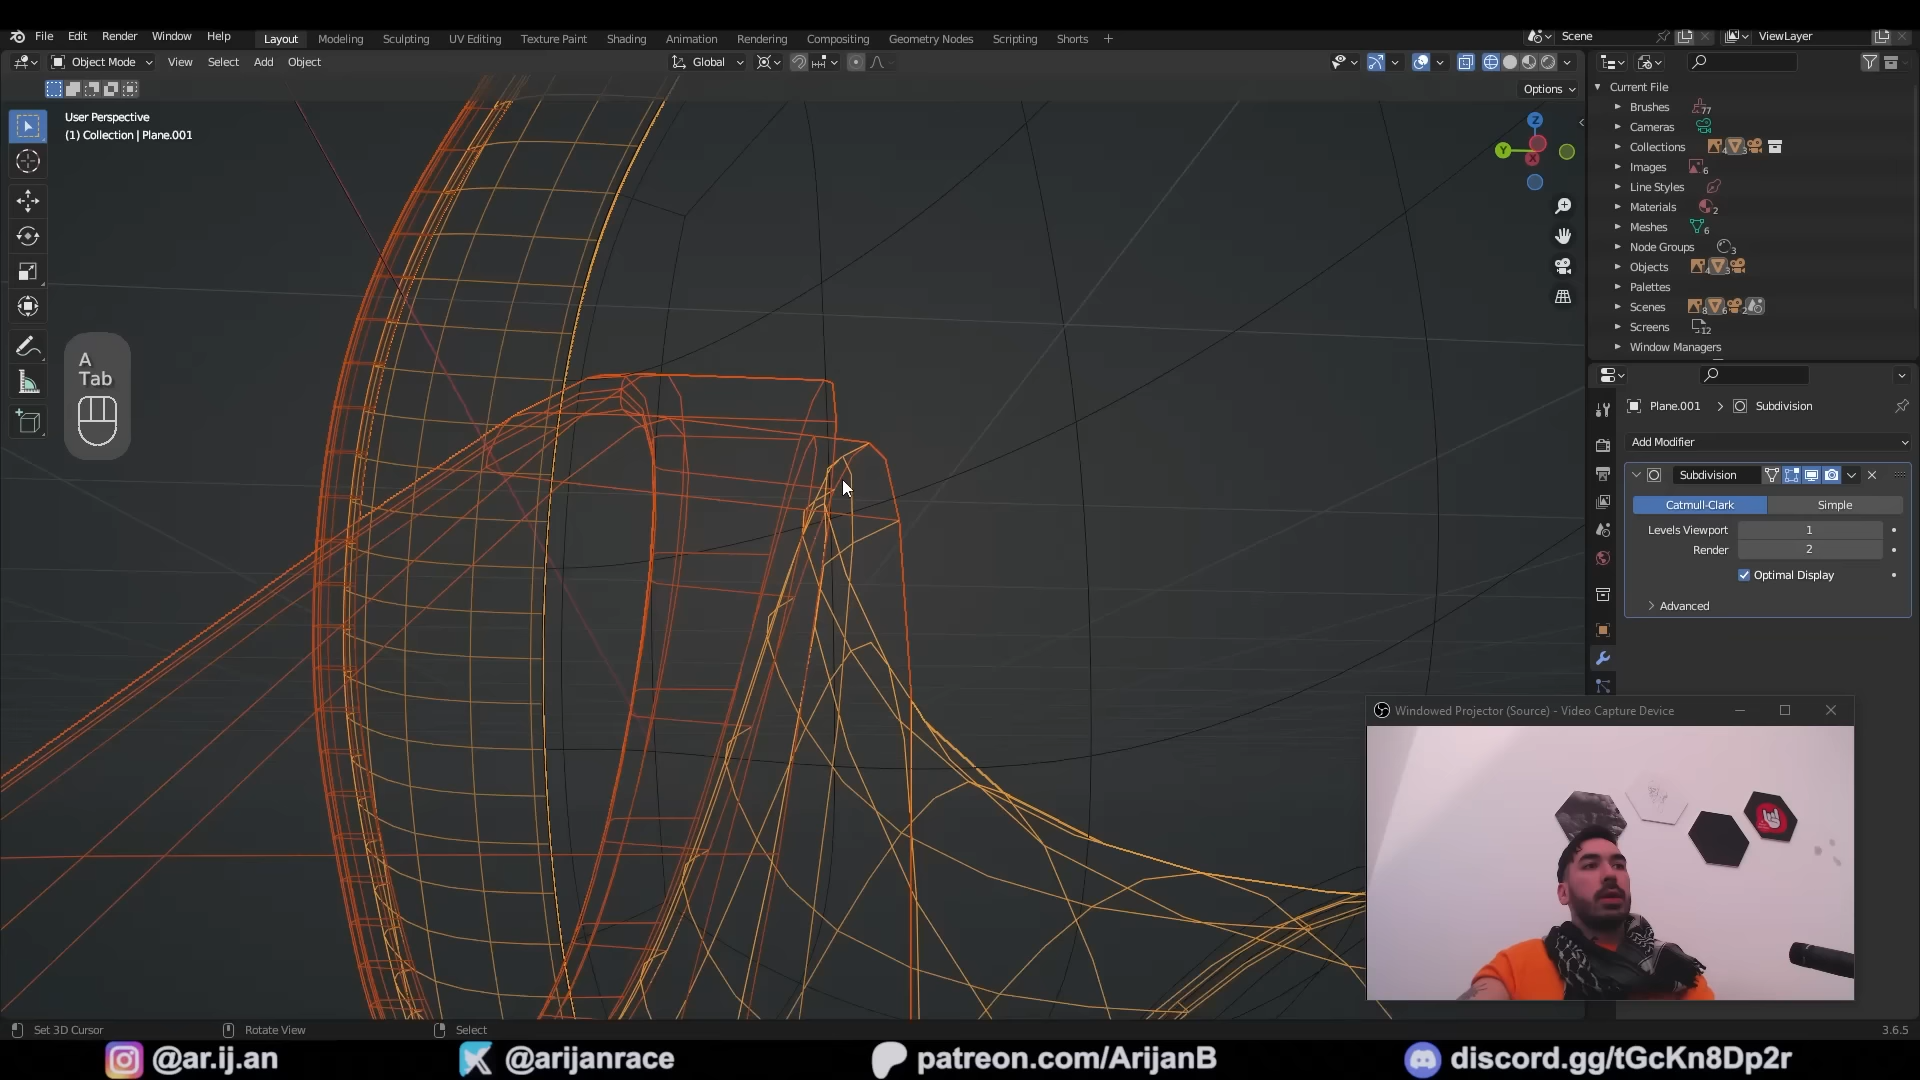 File Edit Render Window Help Layout Modeling Sculpting UV Editing Texture Paint Shading Animation Rendering Compositing Geometry Nodes Scripting Shorts + Scene ViewLayer
Object Mode View Select Add Object Global
Options
User Perspective
(1) Collection | Plane.001
Z
Y
X
A
Tab
Current File
Brushes 77
Cameras
Collections 4 3
Images 6
Line Styles
Materials 2
Meshes 6
Node Groups 3
Objects 4 3
Palettes
Scenes 8 6 2
Screens 12
Window Managers
Plane.001 > Subdivision
Add Modifier
Subdivision
Catmull-Clark Simple
Levels Viewport 1
Render 2
Optimal Display
Advanced
Windowed Projector (Source) - Video Capture Device
Set 3D Cursor Rotate View Select 3.6.5
@ar.ij.an @arijanrace patreon.com/ArijanB discord.gg/tGcKn8Dp2r